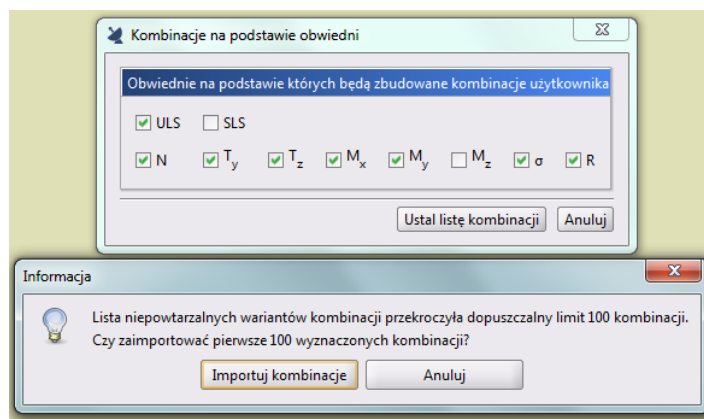 Kombinacje na podstawie obwiedni
Obwiednie na podstawie których będą zbudowane kombinacje użytkownika
ULS SLS
N Ty Tz Mx My Mz σ R
Ustal listę kombinacji Anuluj
Informacja
Lista niepowtarzalnych wariantów kombinacji przekroczyła dopuszczalny limit 100 kombinacji.
Czy zaimportować pierwsze 100 wyznaczonych kombinacji?
Importuj kombinacje Anuluj